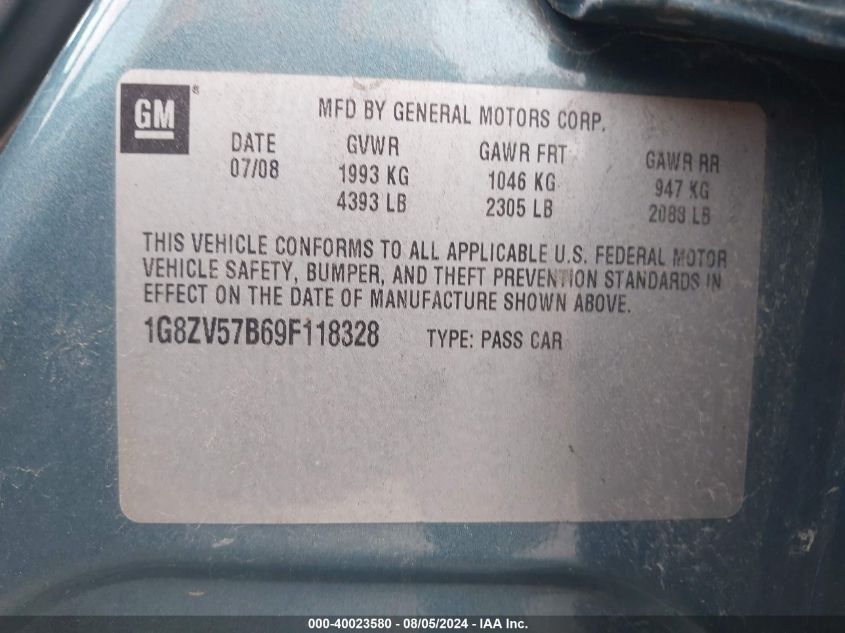 GM®
MFD BY GENERAL MOTORS CORP.
DATE GVWR GAWR FRT GAWR RR
07/08 1993 KG 1046 KG 947 KG
4393 LB 2305 LB 2088 LB
THIS VEHICLE CONFORMS TO ALL APPLICABLE U.S. FEDERAL MOTOR
VEHICLE SAFETY, BUMPER, AND THEFT PREVENTION STANDARDS IN
EFFECT ON THE DATE OF MANUFACTURE SHOWN ABOVE.
1G8ZV57B69F118328 TYPE: PASS CAR
000-40023580 - 08/05/2024 - IAA Inc.